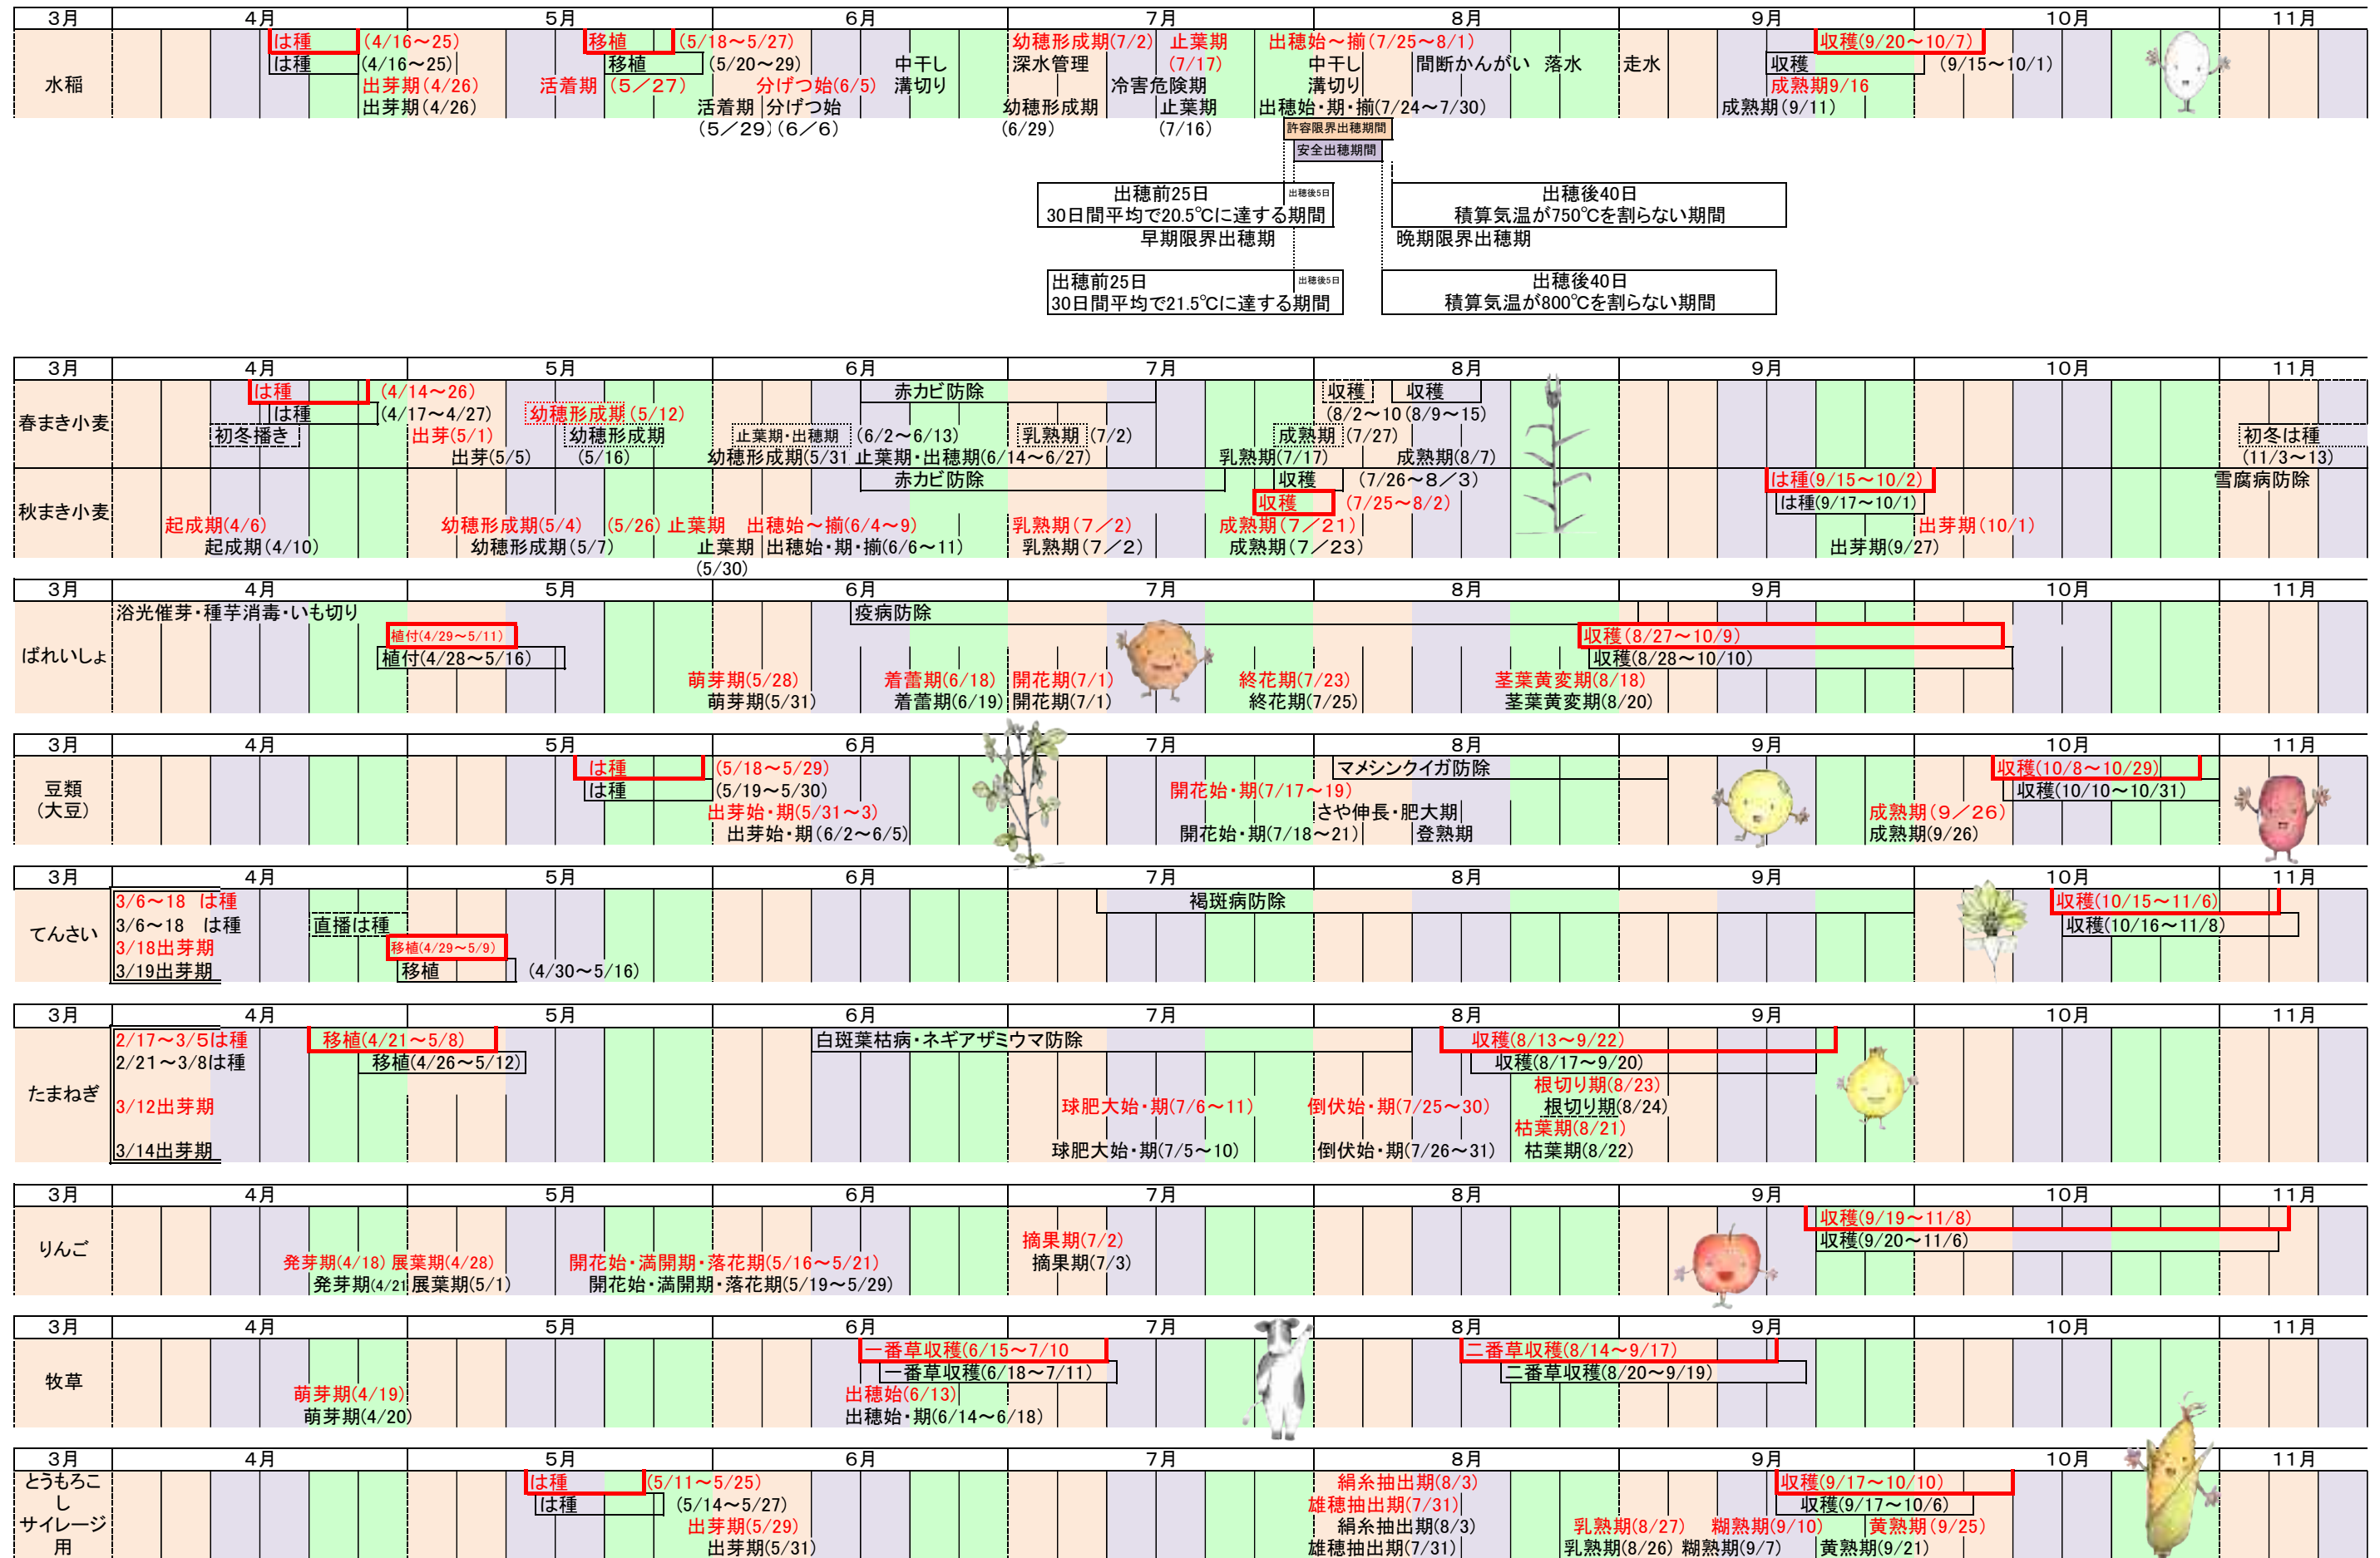 3月 4月 5月 6月 7月 8月 9月 10月 11月
水稲
は種 (4/16～25) 移植 (5/18～5/27) 幼穂形成期(7/2) 止葉期 出穂始～揃(7/25～8/1) 収穫(9/20～10/7)
は種 (4/16～25) 移植 (5/20～29) 中干し 深水管理 (7/17) 中干し 間断かんがい 落水 走水 収穫 (9/15～10/1)
出芽期(4/26) 活着期 (5/27) 分げつ始(6/5) 溝切り 冷害危険期 溝切り 成熟期9/16
出芽期(4/26) 活着期 分げつ始 幼穂形成期 止葉期 出穂始・期・揃(7/24～7/30) 成熟期(9/11)
(5/29) (6/6) (6/29) (7/16) 許容限界出穂期間
安全出穂期間
出穂前25日 出穂後5日 出穂後40日
30日間平均で20.5℃に達する期間 積算気温が750℃を割らない期間
早期限界出穂期 晩期限界出穂期
出穂前25日 出穂後5日 出穂後40日
30日間平均で21.5℃に達する期間 積算気温が800℃を割らない期間
3月 4月 5月 6月 7月 8月 9月 10月 11月
春まき小麦
は種 (4/14～26) 赤カビ防除 収穫 収穫
は種 (4/17～4/27) 幼穂形成期(5/12) (8/2～10 (8/9～15)
初冬播き 出芽(5/1) 幼穂形成期 止葉期・出穂期 (6/2～6/13) 乳熟期 (7/2) 成熟期 (7/27) 初冬は種
出芽(5/5) (5/16) 幼穂形成期(5/31 止葉期・出穂期(6/14～6/27) 乳熟期(7/17) 成熟期(8/7) (11/3～13)
秋まき小麦
赤カビ防除 収穫 (7/26～8/3) は種(9/15～10/2) 雪腐病防除
収穫 (7/25～8/2) は種(9/17～10/1)
起成期(4/6) 幼穂形成期(5/4) (5/26) 止葉期 出穂始～揃(6/4～9) 乳熟期(7/2) 成熟期(7/21) 出芽期(10/1)
起成期(4/10) 幼穂形成期(5/7) 止葉期 出穂始・期・揃(6/6～11) 乳熟期(7/2) 成熟期(7/23) 出芽期(9/27)
(5/30)
3月 4月 5月 6月 7月 8月 9月 10月 11月
ばれいしょ
浴光催芽・種芋消毒・いも切り 疫病防除
植付(4/29～5/11) 収穫(8/27～10/9)
植付(4/28～5/16) 収穫(8/28～10/10)
萌芽期(5/28) 着蕾期(6/18) 開花期(7/1) 終花期(7/23) 茎葉黄変期(8/18)
萌芽期(5/31) 着蕾期(6/19) 開花期(7/1) 終花期(7/25) 茎葉黄変期(8/20)
3月 4月 5月 6月 7月 8月 9月 10月 11月
豆類
(大豆)
は種 (5/18～5/29) マメシンクイガ防除 収穫(10/8～10/29)
は種 (5/19～5/30) 開花始・期(7/17～19) 収穫(10/10～10/31)
出芽始・期(5/31～3) さや伸長・肥大期 成熟期(9/26)
出芽始・期(6/2～6/5) 開花始・期(7/18～21) 登熟期 成熟期(9/26)
3月 4月 5月 6月 7月 8月 9月 10月 11月
てんさい
3/6～18 は種 褐斑病防除 収穫(10/15～11/6)
3/6～18 は種 直播は種 収穫(10/16～11/8)
3/18出芽期 移植(4/29～5/9)
3/19出芽期 移植 (4/30～5/16)
3月 4月 5月 6月 7月 8月 9月 10月 11月
たまねぎ
2/17～3/5は種 移植(4/21～5/8) 白斑葉枯病・ネギアザミウマ防除 収穫(8/13～9/22)
2/21～3/8は種 移植(4/26～5/12) 収穫(8/17～9/20)
根切り期(8/23)
3/12出芽期 球肥大始・期(7/6～11) 倒伏始・期(7/25～30) 根切り期(8/24)
枯葉期(8/21)
3/14出芽期 球肥大始・期(7/5～10) 倒伏始・期(7/26～31) 枯葉期(8/22)
3月 4月 5月 6月 7月 8月 9月 10月 11月
りんご
収穫(9/19～11/8)
摘果期(7/2) 収穫(9/20～11/6)
発芽期(4/18) 展葉期(4/28) 開花始・満開期・落花期(5/16～5/21) 摘果期(7/3)
発芽期(4/21 展葉期(5/1) 開花始・満開期・落花期(5/19～5/29)
3月 4月 5月 6月 7月 8月 9月 10月 11月
牧草
一番草収穫(6/15～7/10 二番草収穫(8/14～9/17)
一番草収穫(6/18～7/11) 二番草収穫(8/20～9/19)
萌芽期(4/19) 出穂始(6/13)
萌芽期(4/20) 出穂始・期(6/14～6/18)
3月 4月 5月 6月 7月 8月 9月 10月 11月
とうもろこ
し
サイレージ
用
は種 (5/11～5/25) 絹糸抽出期(8/3) 収穫(9/17～10/10)
は種 (5/14～5/27) 雄穂抽出期(7/31) 収穫(9/17～10/6)
出芽期(5/29) 絹糸抽出期(8/3) 乳熟期(8/27) 糊熟期(9/10) 黄熟期(9/25)
出芽期(5/31) 雄穂抽出期(7/31) 乳熟期(8/26) 糊熟期(9/7) 黄熟期(9/21)